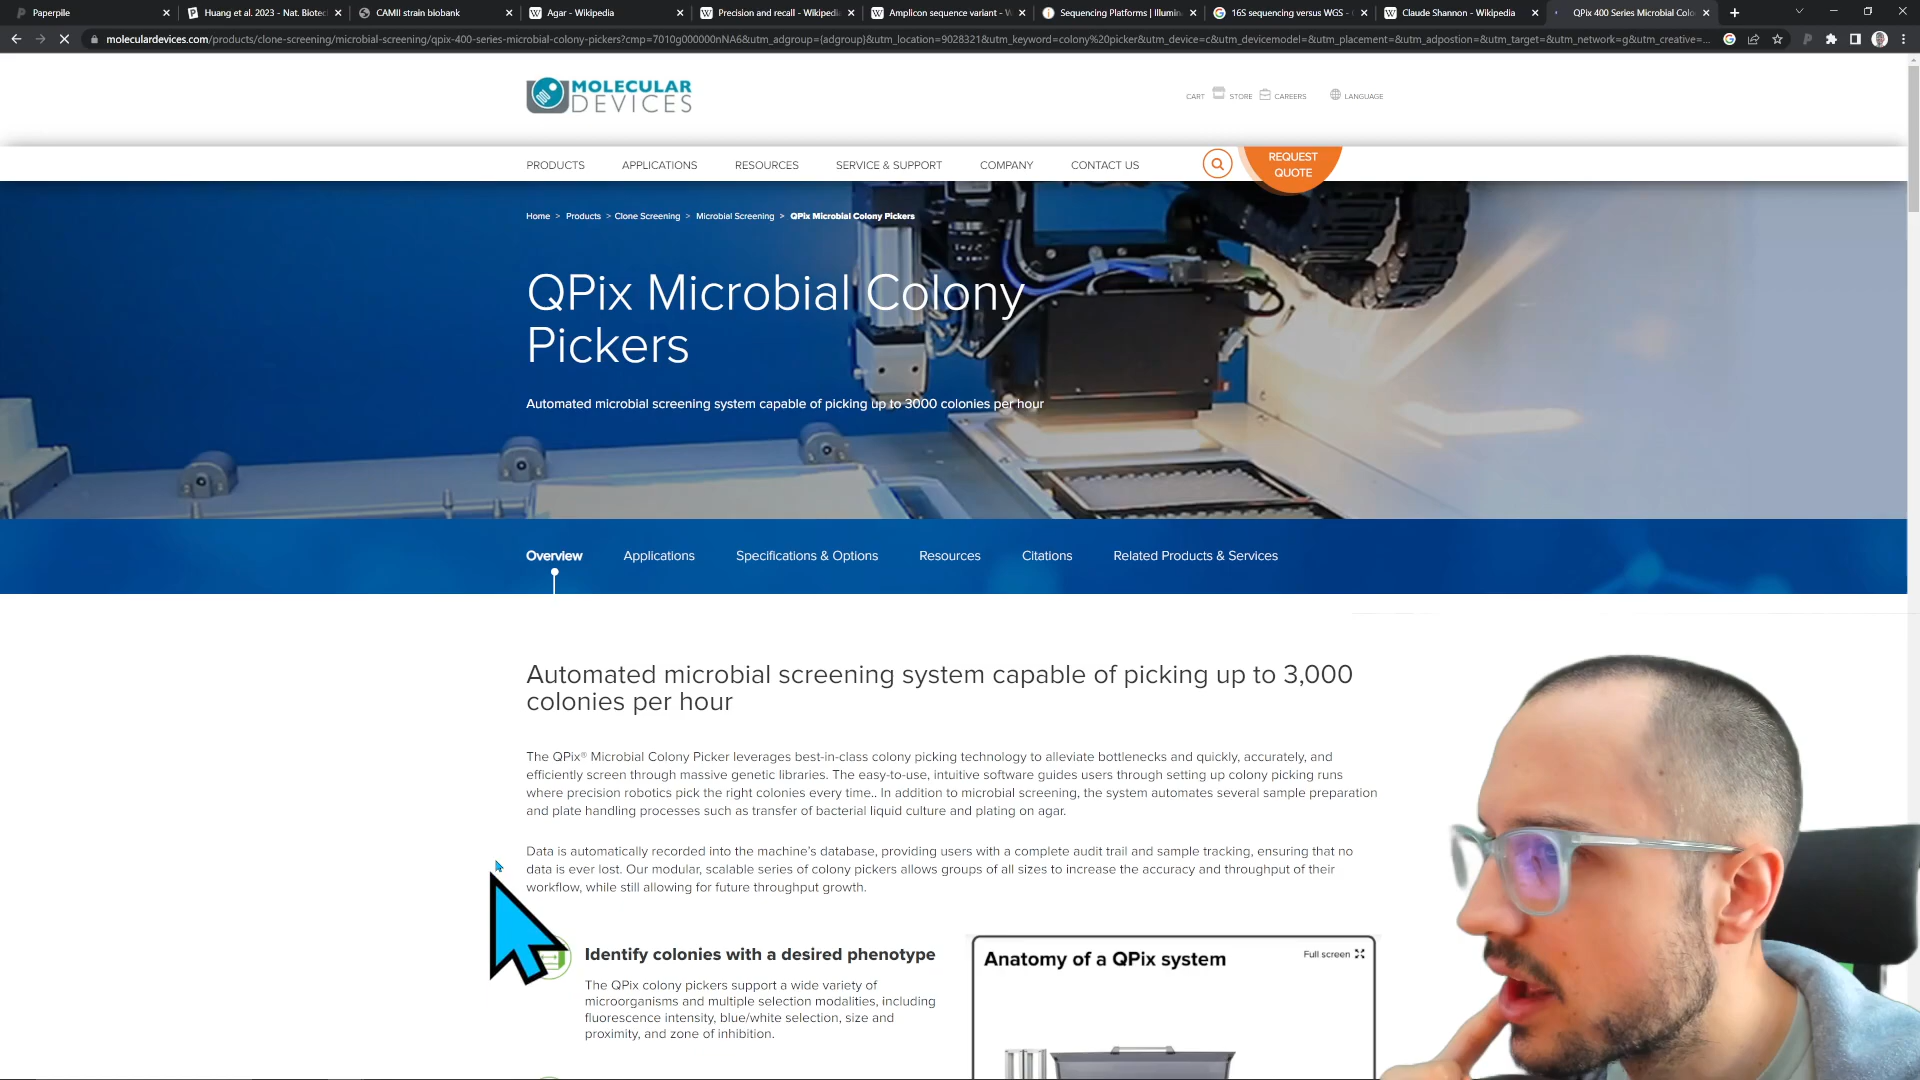 Paperpile
Huang et al. 2023 - Nat. Biotec
CAMII strain biobank
Agar - Wikipedia
Precision and recall - Wikipedi
Amplicon sequence variant - W
Sequencing Platforms | Illumin
16S sequencing versus WGS -
Claude Shannon - Wikipedia
QPix 400 Series Microbial Colo
moleculardevices.com/products/clone-screening/microbial-screening/qpix-400-series-microbial-colony-pickers?cmp=7010g000000nNA6&utm_adgroup={adgroup}&utm_location=9028321&utm_keyword=colony%20picker&utm_device=c&utm_devicemodel=&utm_placement=&utm_adpostion=&utm_target=&utm_network=g&utm_creative=...
MOLECULAR
DEVICES
CART STORE CAREERS LANGUAGE
PRODUCTS APPLICATIONS RESOURCES SERVICE & SUPPORT COMPANY CONTACT US
REQUEST
QUOTE
Home > Products > Clone Screening > Microbial Screening > QPix Microbial Colony Pickers
QPix Microbial Colony
Pickers
Automated microbial screening system capable of picking up to 3000 colonies per hour
Overview Applications Specifications & Options Resources Citations Related Products & Services
Automated microbial screening system capable of picking up to 3,000
colonies per hour
The QPix® Microbial Colony Picker leverages best-in-class colony picking technology to alleviate bottlenecks and quickly, accurately, and
efficiently screen through massive genetic libraries. The easy-to-use, intuitive software guides users through setting up colony picking runs
where precision robotics pick the right colonies every time.. In addition to microbial screening, the system automates several sample preparation
and plate handling processes such as transfer of bacterial liquid culture and plating on agar.
Data is automatically recorded into the machine's database, providing users with a complete audit trail and sample tracking, ensuring that no
data is ever lost. Our modular, scalable series of colony pickers allows groups of all sizes to increase the accuracy and throughput of their
workflow, while still allowing for future throughput growth.
Identify colonies with a desired phenotype
The QPix colony pickers support a wide variety of
microorganisms and multiple selection modalities, including
fluorescence intensity, blue/white selection, size and
proximity, and zone of inhibition.
Anatomy of a QPix system
Full screen